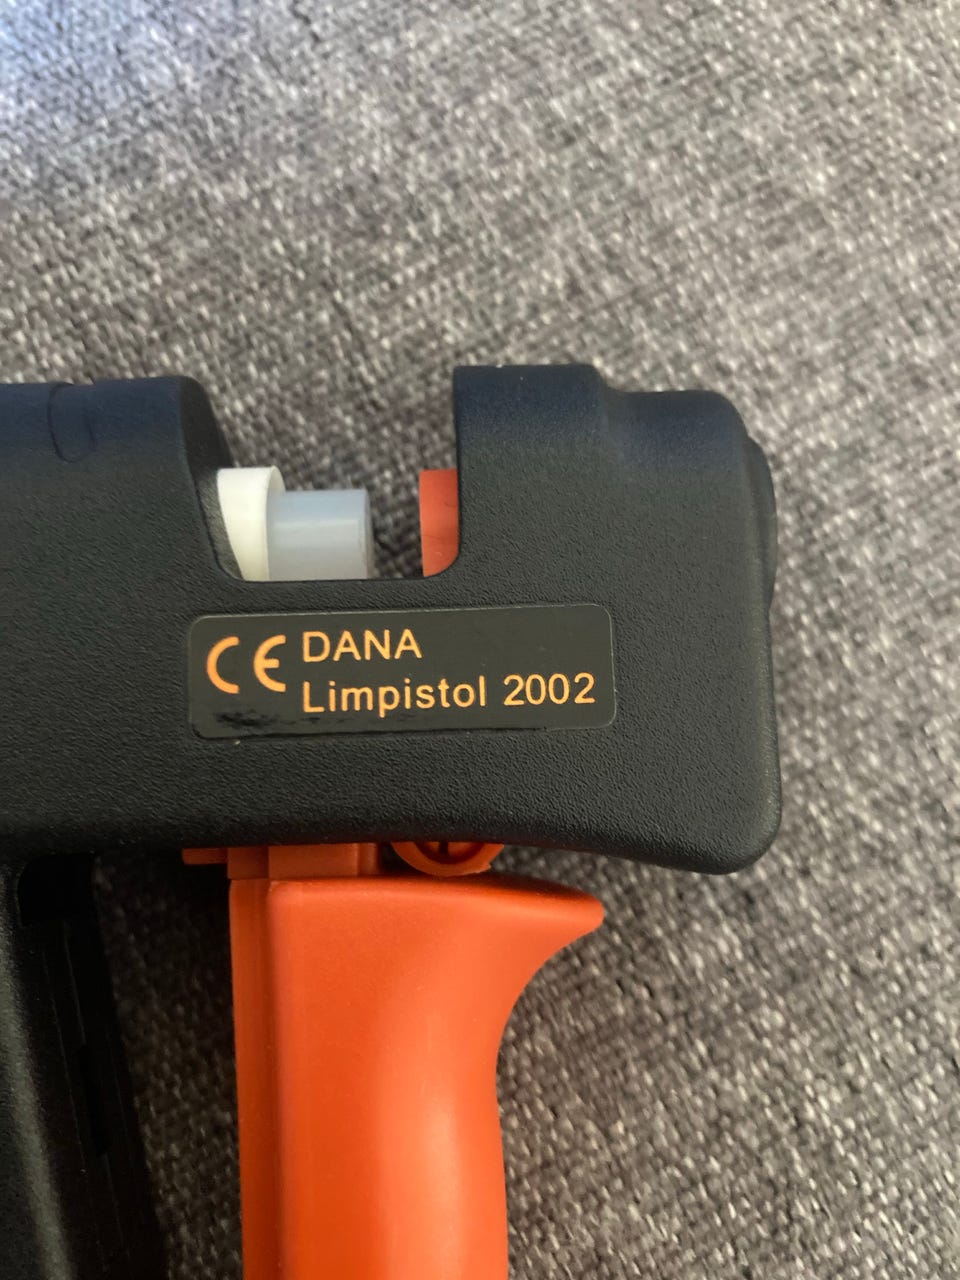 CE DANA
Limpistol 2002